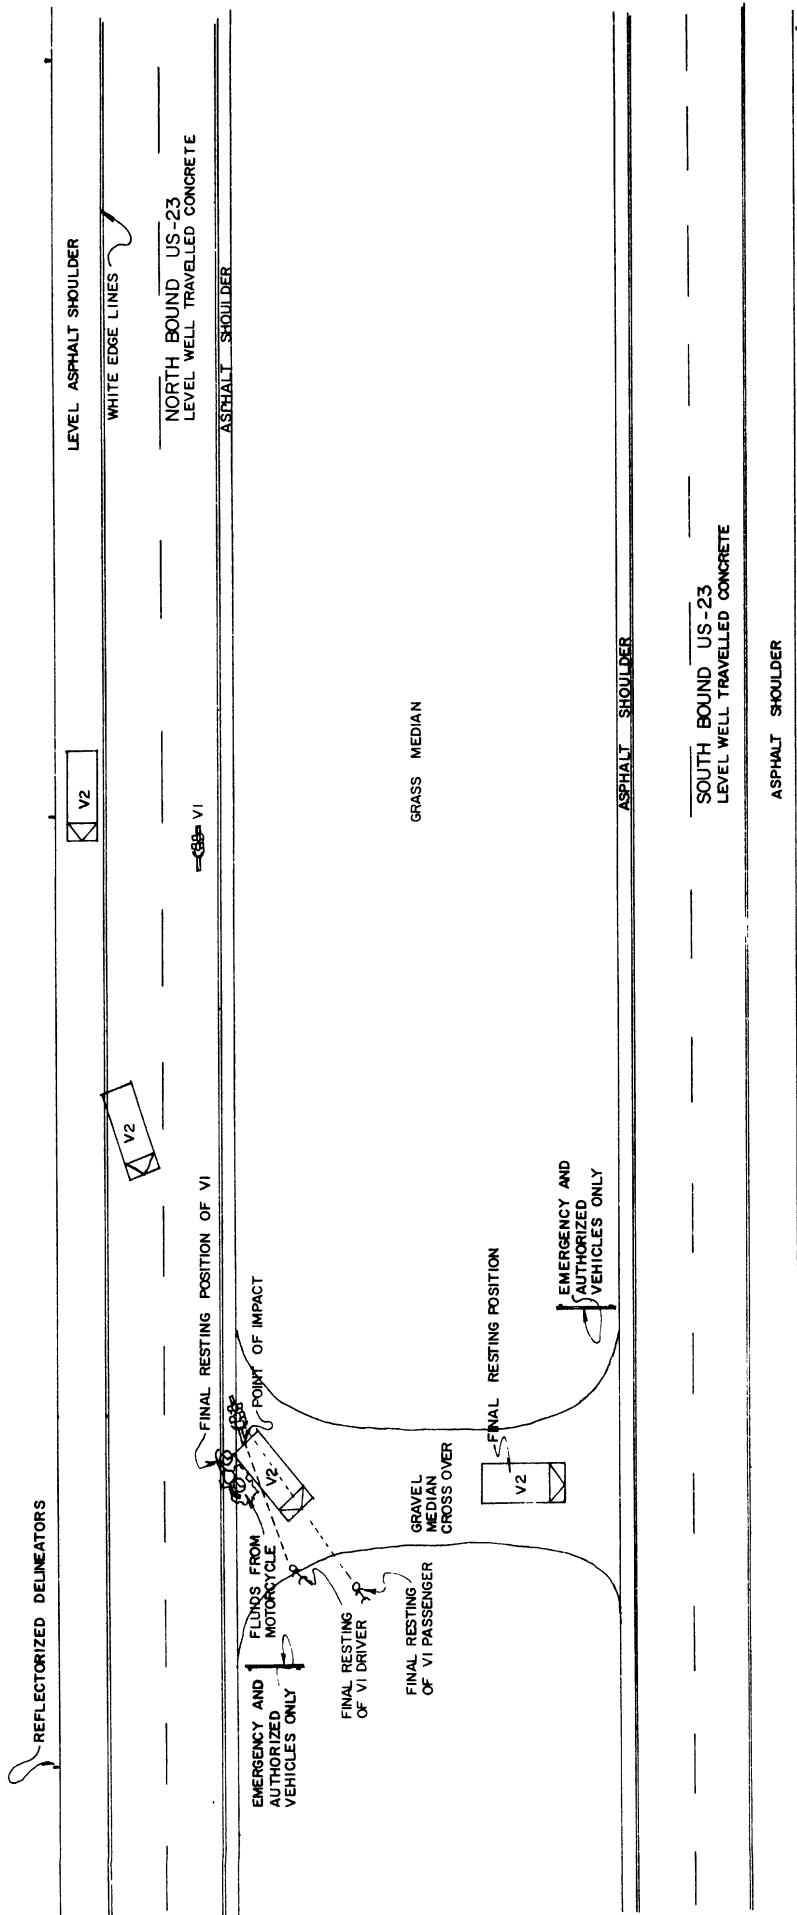 REFLECTORIZED DELINEATORS
LEVEL ASPHALT SHOULDER
WHITE EDGE LINES
NORTH BOUND US-23
LEVEL WELL TRAVELLED CONCRETE
ASPHALT SHOULDER
V2
V1
V2
FINAL RESTING POSITION OF V1
POINT OF IMPACT
V2
FLUIDS FROM
MOTORCYCLE
EMERGENCY AND
AUTHORIZED
VEHICLES ONLY
FINAL RESTING
OF V1 DRIVER
FINAL RESTING
OF V1 PASSENGER
GRAVEL
MEDIAN
CROSS OVER
GRASS MEDIAN
FINAL RESTING POSITION
V2
EMERGENCY AND
AUTHORIZED
VEHICLES ONLY
ASPHALT SHOULDER
SOUTH BOUND US-23
LEVEL WELL TRAVELLED CONCRETE
ASPHALT SHOULDER